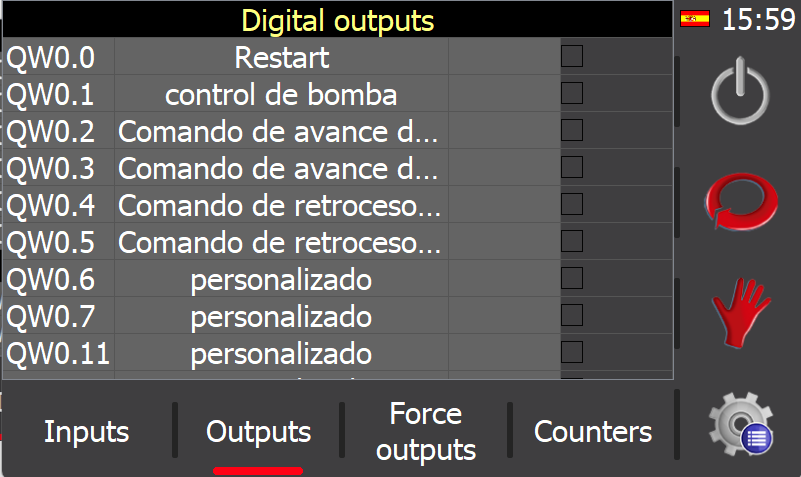 Digital outputs
15:59
QW0.0 Restart
QW0.1 control de bomba
QW0.2 Comando de avance d...
QW0.3 Comando de avance d...
QW0.4 Comando de retroceso...
QW0.5 Comando de retroceso...
QW0.6 personalizado
QW0.7 personalizado
QW0.11 personalizado
Inputs
Outputs
Force
outputs
Counters